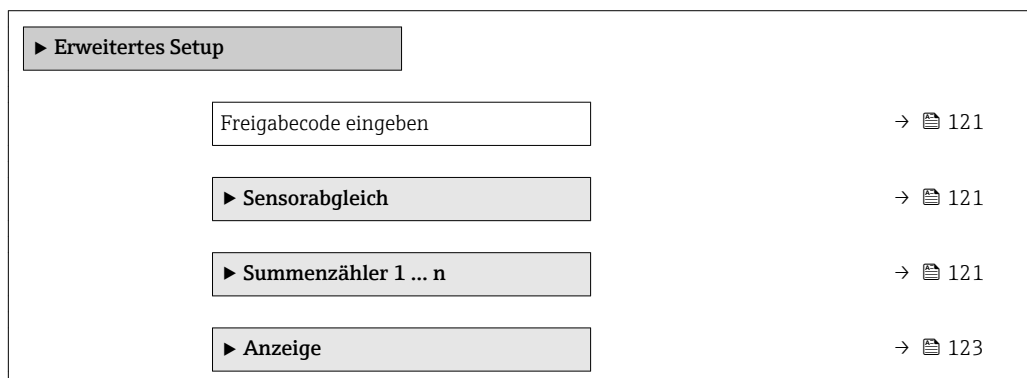 ▶ Erweitertes Setup
Freigabecode eingeben → 121
▶ Sensorabgleich → 121
▶ Summenzähler 1 … n → 121
▶ Anzeige → 123